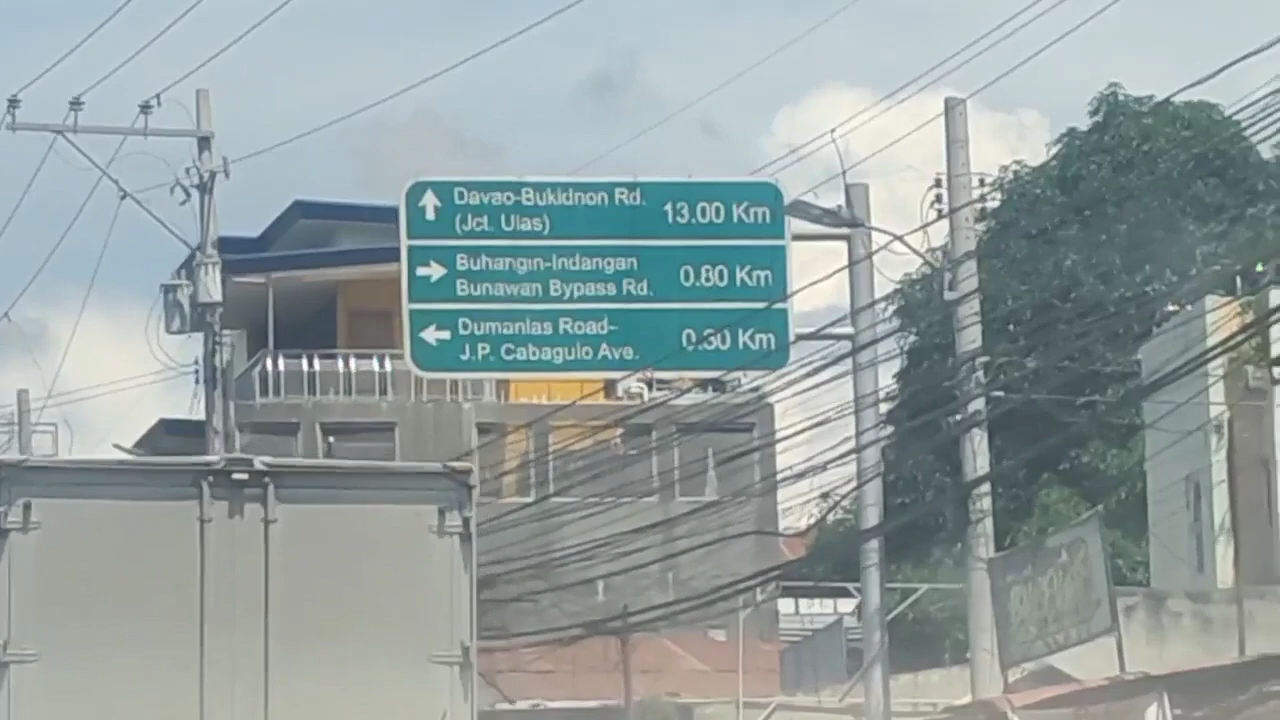 Davao-Bukidnon Rd.
(Jct. Ulas)
13.00 Km
Buhangin-Indangan
Bunawan Bypass Rd.
0.80 Km
Dumanlas Road-
J.P. Cabaguio Ave.
0.30 Km